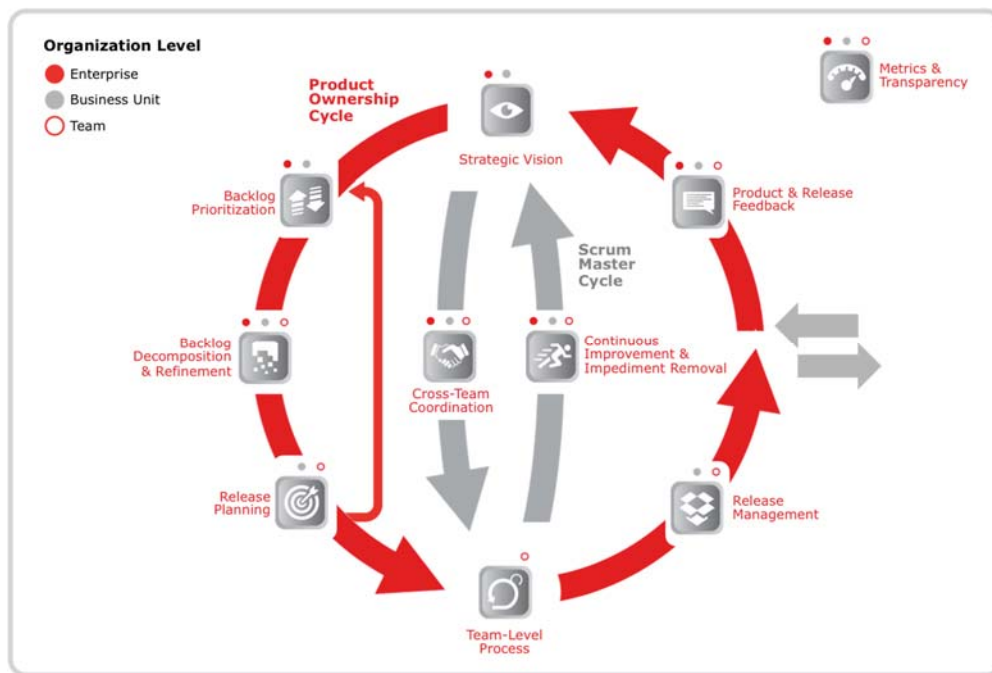 Organization Level
Enterprise
Business Unit
Team
Product
Ownership
Cycle
Strategic Vision
Metrics &
Transparency
Backlog
Prioritization
Product & Release
Feedback
Scrum
Master
Cycle
Backlog
Decomposition
& Refinement
Cross-Team
Coordination
Continuous
Improvement &
Impediment Removal
Release
Planning
Release
Management
Team-Level
Process